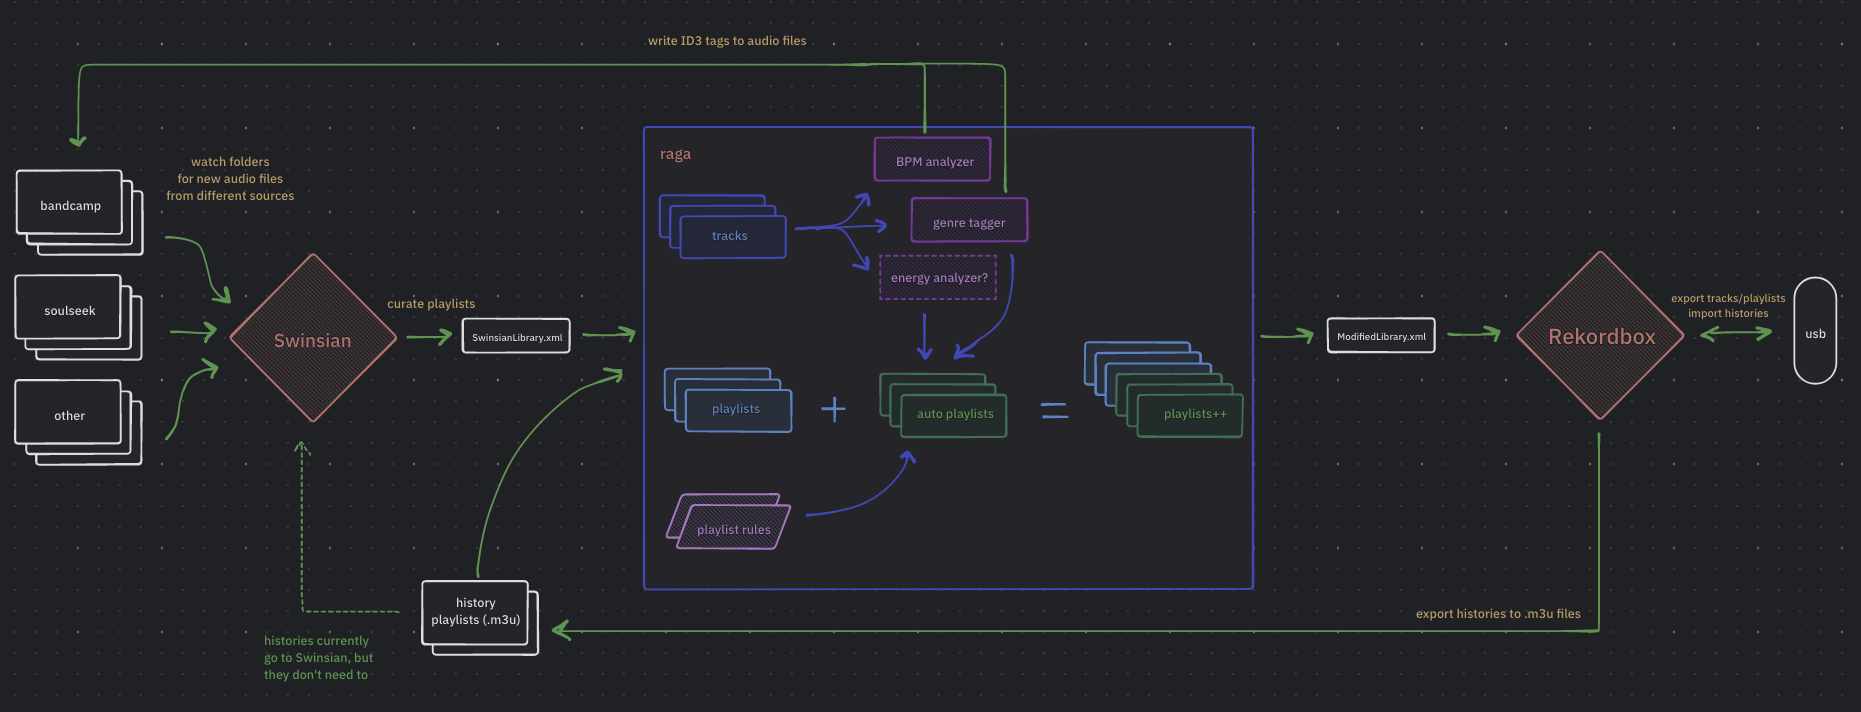 write ID3 tags to audio files
watch folders
for new audio files
from different sources
bandcamp
soulseek
other
Swinsian
curate playlists
SwinsianLibrary.xml
raga
BPM analyzer
genre tagger
energy analyzer?
tracks
playlists
+
auto playlists
=
playlists++
playlist rules
ModifiedLibrary.xml
Rekordbox
export tracks/playlists
import histories
usb
history
playlists (.m3u)
export histories to .m3u files
histories currently
go to Swinsian, but
they don't need to